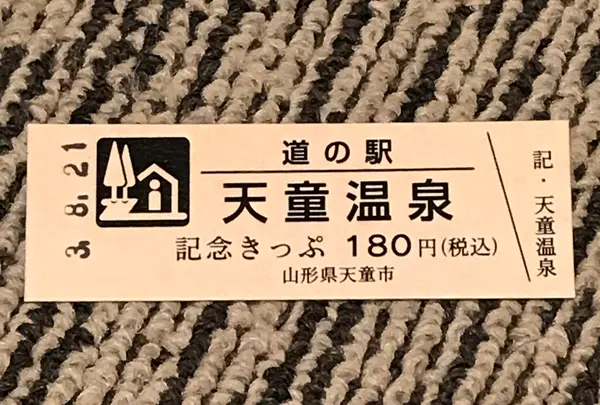 3. 8. 21
道の駅
天童温泉
記念きっぷ 180円(税込)
山形県天童市
記・天童温泉